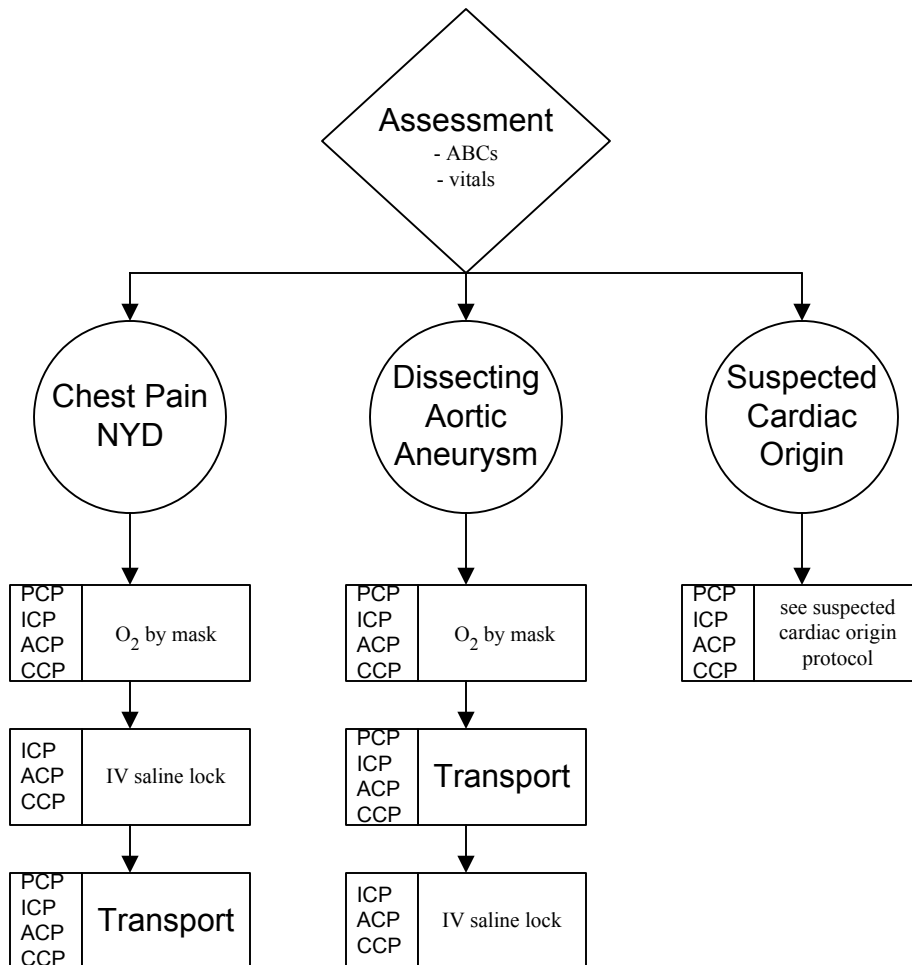 Assessment
- ABCs
- vitals
Chest Pain
NYD
Dissecting
Aortic
Aneurysm
Suspected
Cardiac
Origin
PCP
ICP
ACP
CCP
O2 by mask
PCP
ICP
ACP
CCP
O2 by mask
PCP
ICP
ACP
CCP
see suspected
cardiac origin
protocol
ICP
ACP
CCP
IV saline lock
PCP
ICP
ACP
CCP
Transport
PCP
ICP
ACP
CCP
Transport
ICP
ACP
CCP
IV saline lock